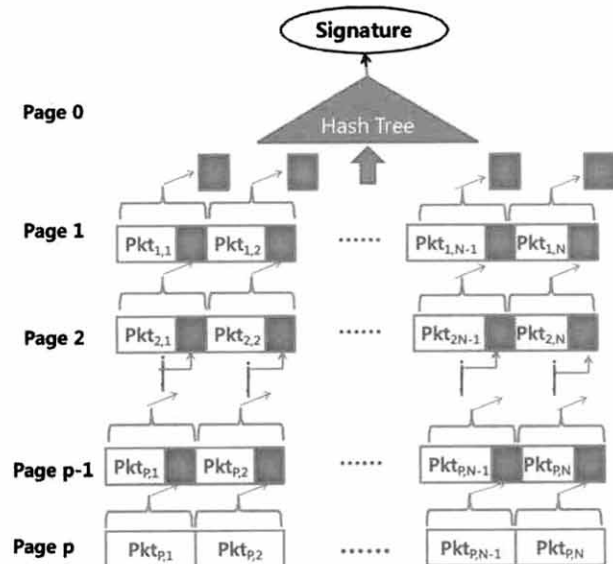 Signature
Page 0
Hash Tree
Page 1
Pkt1,1 Pkt1,2 ...... Pkt1,N-1 Pkt1,N
Page 2
Pkt2,1 Pkt2,2 ...... Pkt2N-1 Pkt2,N
Page p-1
PktP,1 PktP,2 ...... PktP,N-1 PktP,N
Page p
PktP,1 PktP,2 ...... PktP,N-1 PktP,N